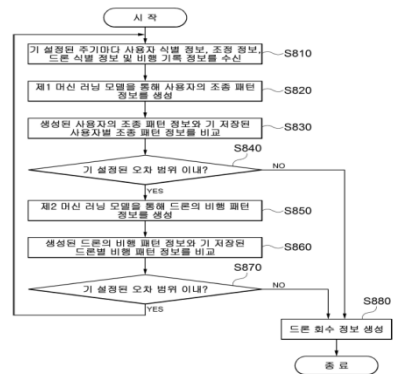 시 작
기 설정된 주기마다 사용자 식별 정보, 조정 정보,
드론 식별 정보 및 비행 기록 정보를 수신
S810
제1 머신 러닝 모델을 통해 사용자의 조종 패턴
정보를 생성
S820
생성된 사용자의 조종 패턴 정보와 기 저장된
사용자별 조종 패턴 정보를 비교
S830
S840
기 설정된 오차 범위 이내?
NO
YES
제2 머신 러닝 모델을 통해 드론의 비행 패턴
정보를 생성
S850
생성된 드론의 비행 패턴 정보와 기 저장된
드론별 비행 패턴 정보를 비교
S860
S870
기 설정된 오차 범위 이내?
NO
YES
S880
드론 회수 정보 생성
종 료